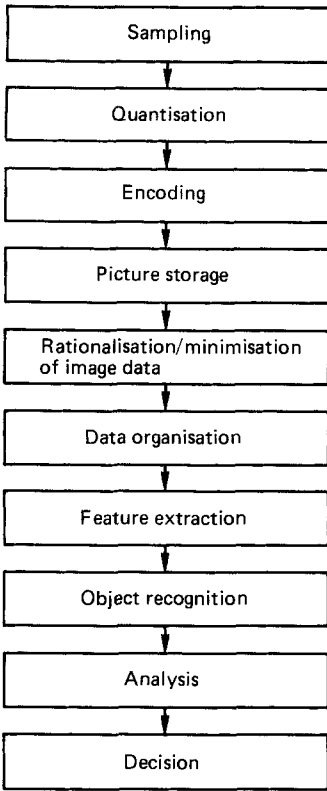 Sampling
Quantisation
Encoding
Picture storage
Rationalisation/minimisation
of image data
Data organisation
Feature extraction
Object recognition
Analysis
Decision